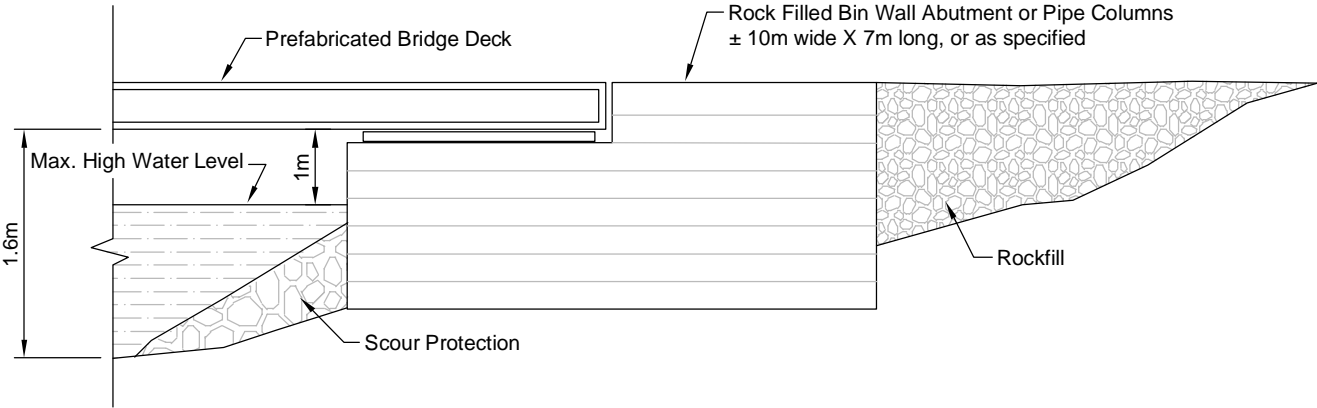 Rock Filled Bin Wall Abutment or Pipe Columns
± 10m wide X 7m long, or as specified
Prefabricated Bridge Deck
Max. High Water Level
1m
1.6m
Rockfill
Scour Protection